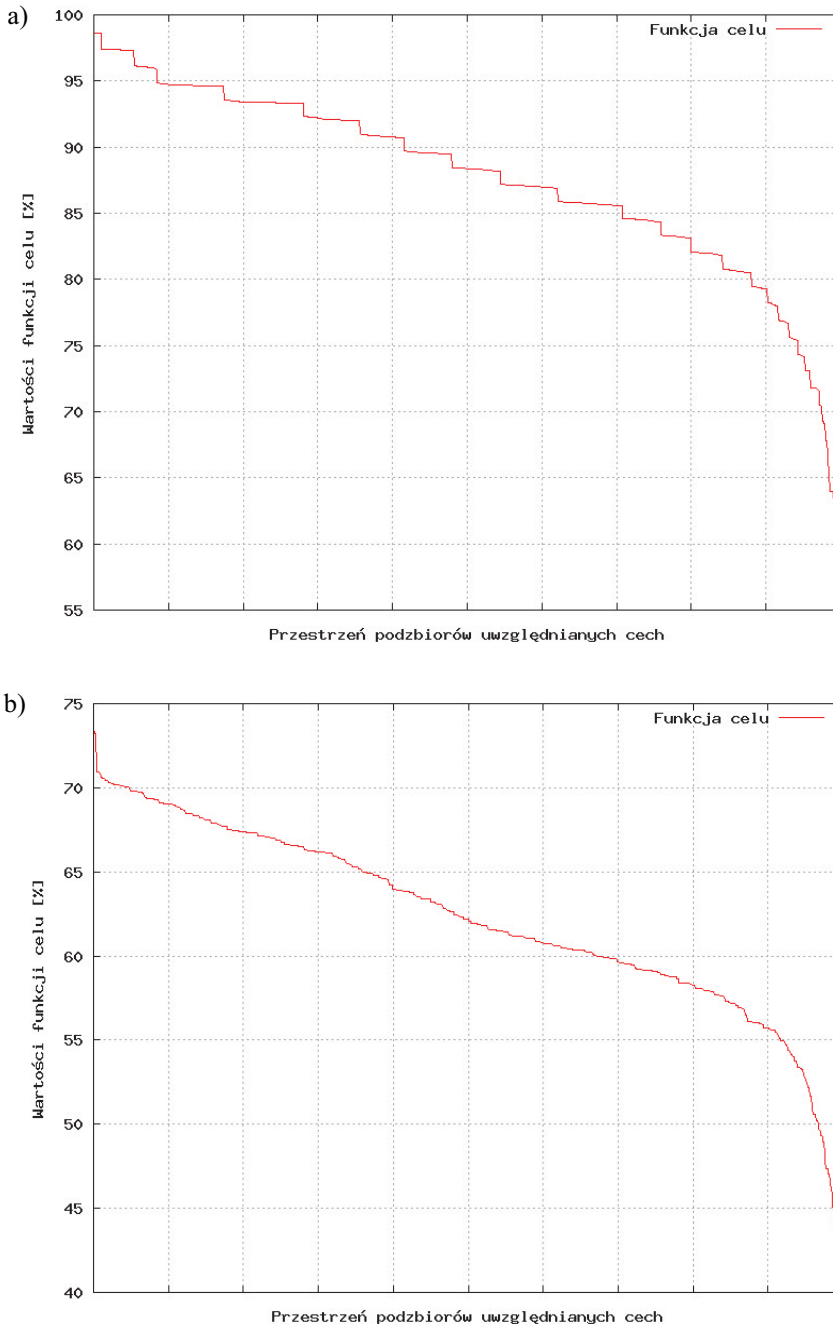 a)
100
Funkcja celu
95
90
85
80
75
70
65
60
55
Wartości funkcji celu [%]
Przestrzeń podzbiorów uwzględnianych cech
b)
75
Funkcja celu
70
65
60
55
50
45
40
Wartości funkcji celu [%]
Przestrzeń podzbiorów uwzględnianych cech